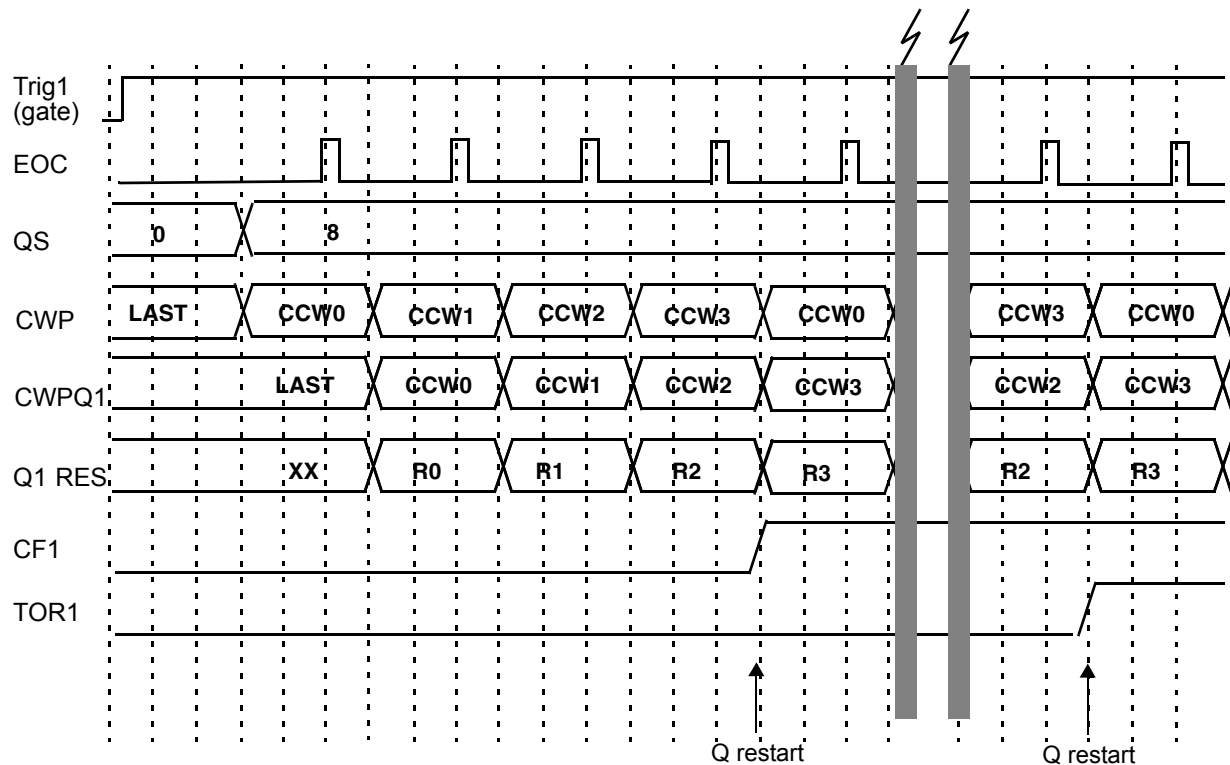 Trig1
(gate)
EOC
QS 0 8
CWP LAST CCW0 CCW1 CCW2 CCW3 CCW0 CCW3 CCW0
CWPQ1 LAST CCW0 CCW1 CCW2 CCW3 CCW2 CCW3
Q1 RES XX R0 R1 R2 R3 R2 R3
CF1
TOR1
Q restart Q restart